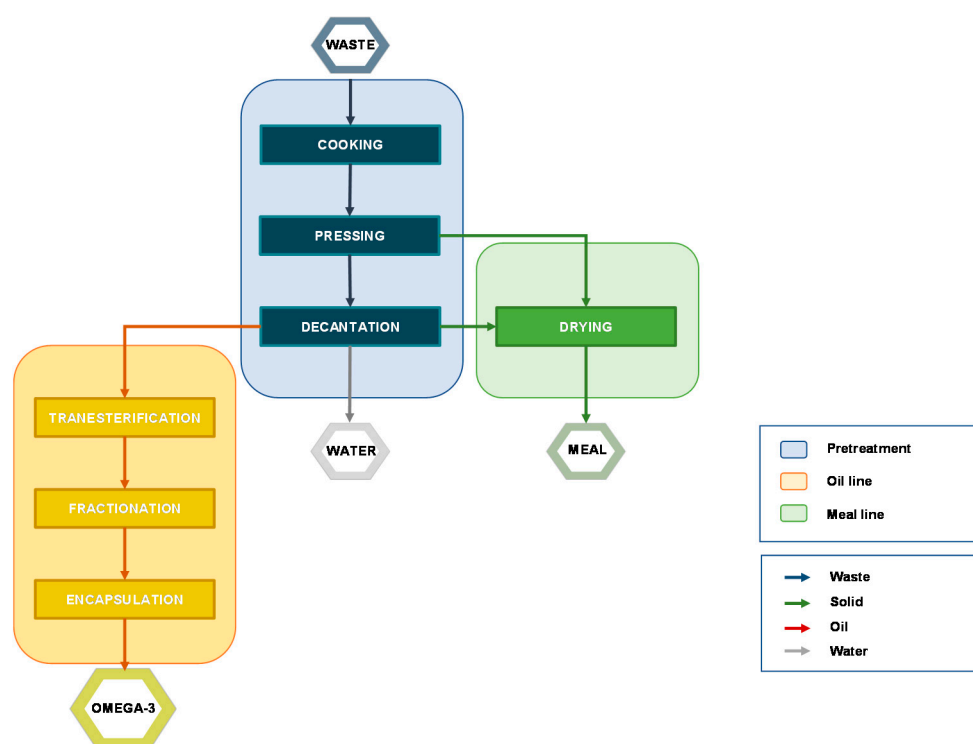 WASTE
COOKING
PRESSING
DECANTATION
DRYING
TRANESTERIFICATION
WATER
MEAL
FRACTIONATION
ENCAPSULATION
OMEGA-3
Pretreatment
Oil line
Meal line
Waste
Solid
Oil
Water